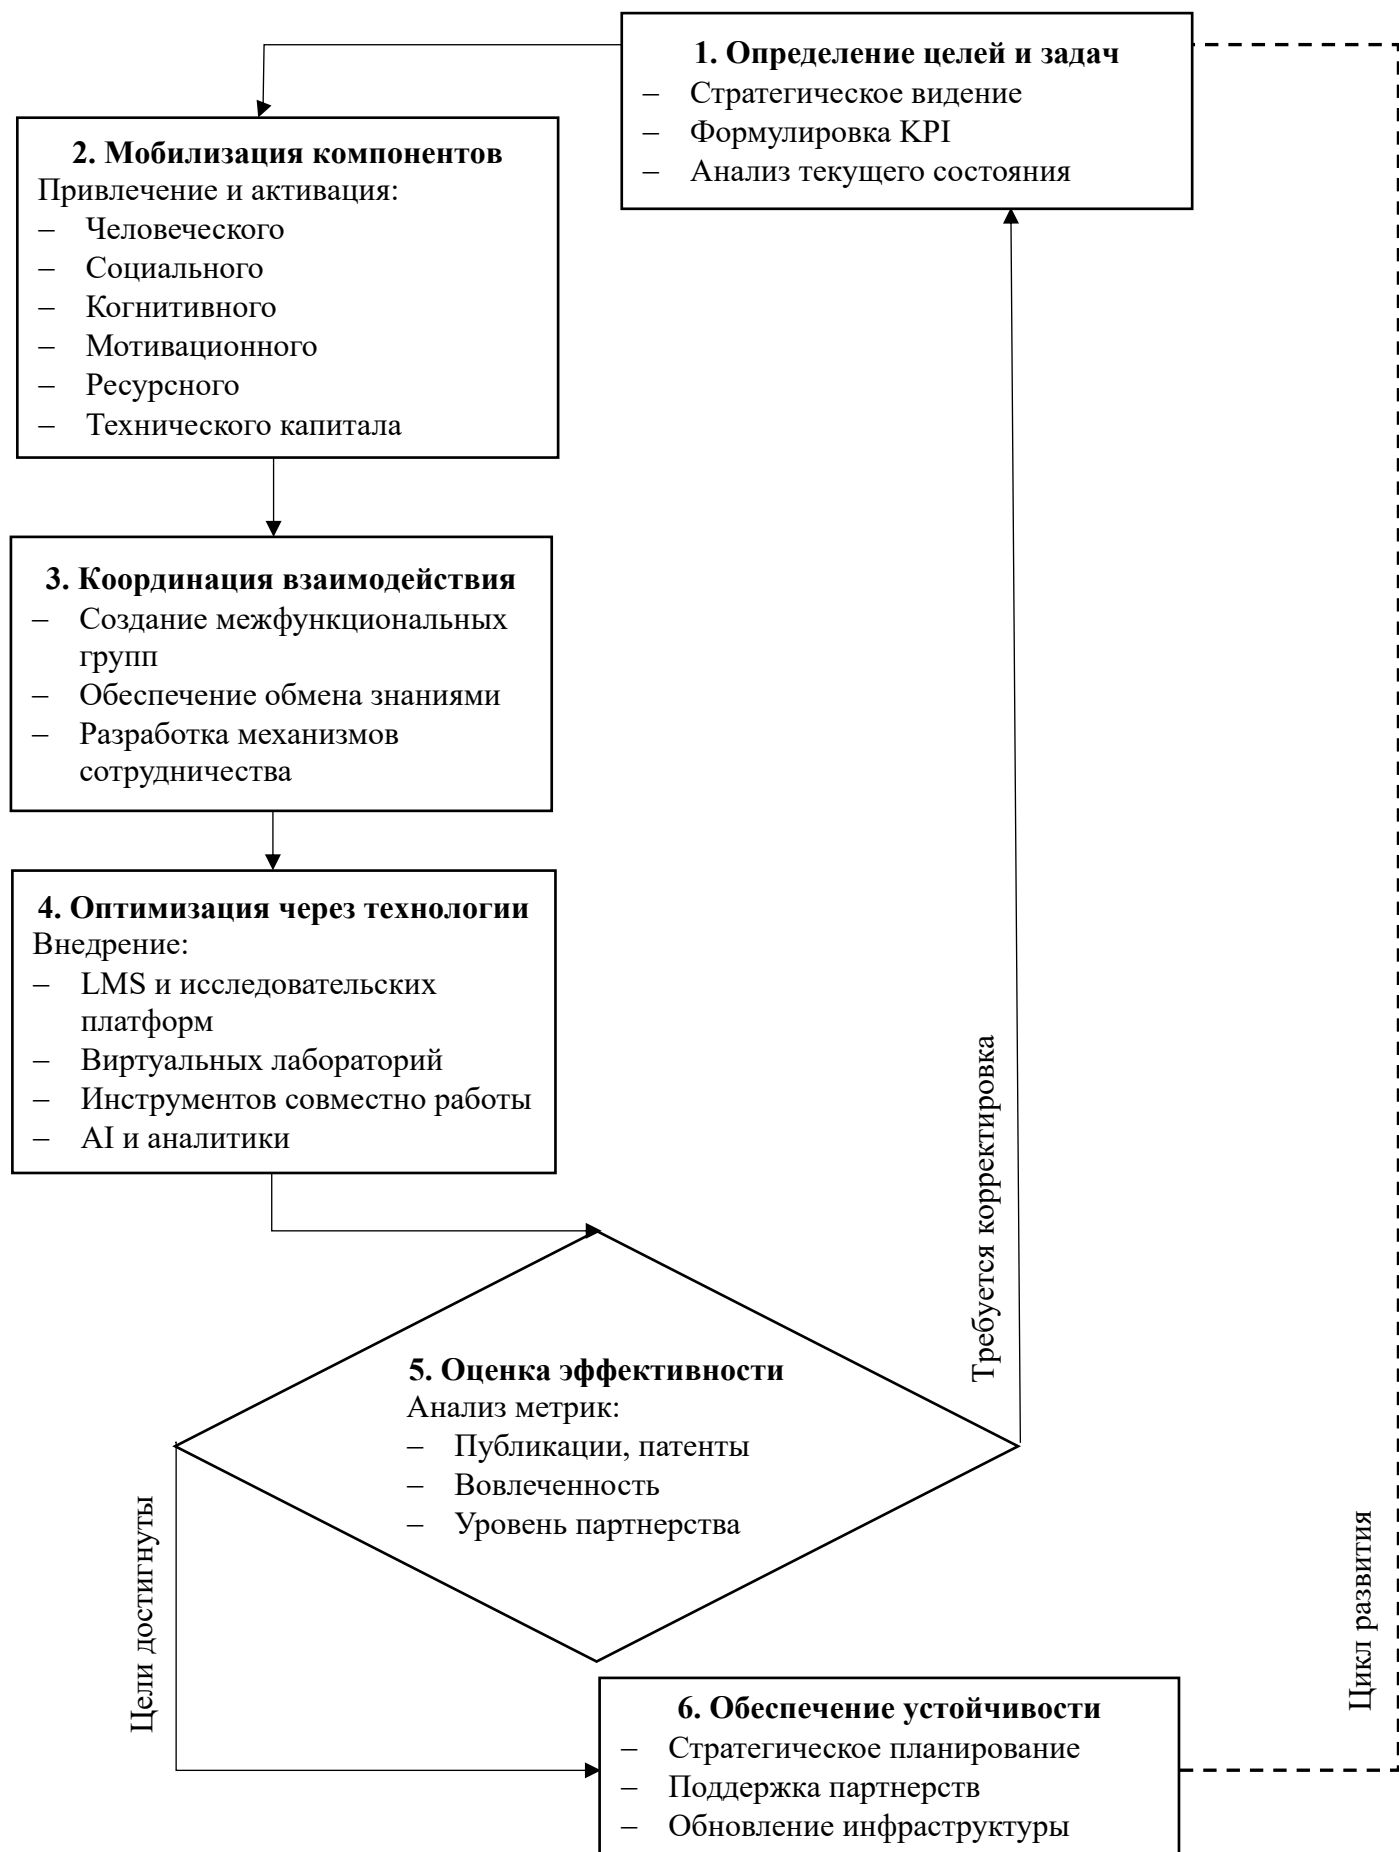 1. Определение целей и задач
– Стратегическое видение
– Формулировка KPI
– Анализ текущего состояния
2. Мобилизация компонентов
Привлечение и активация:
– Человеческого
– Социального
– Когнитивного
– Мотивационного
– Ресурсного
– Технического капитала
3. Координация взаимодействия
– Создание межфункциональных
групп
– Обеспечение обмена знаниями
– Разработка механизмов
сотрудничества
4. Оптимизация через технологии
Внедрение:
– LMS и исследовательских
платформ
– Виртуальных лабораторий
– Инструментов совместно работы
– AI и аналитики
Требуется корректировка
5. Оценка эффективности
Анализ метрик:
– Публикации, патенты
– Вовлеченность
– Уровень партнерства
Цели достигнуты
Цикл развития
6. Обеспечение устойчивости
– Стратегическое планирование
– Поддержка партнерств
– Обновление инфраструктуры